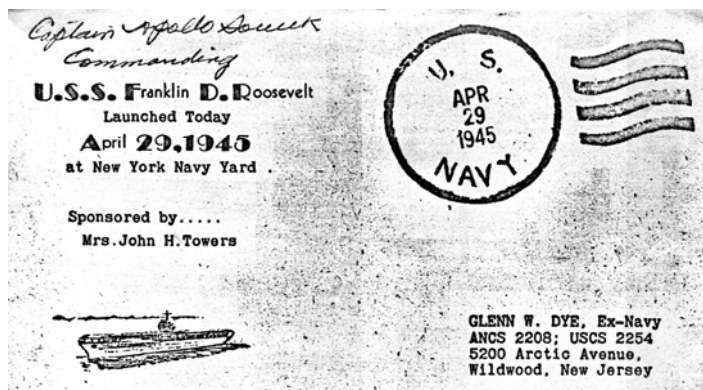 Captain Apollo Soucek
Commanding
U.S.S. Franklin D. Roosevelt
Launched Today
April 29,1945
at New York Navy Yard .
Sponsored by.....
Mrs.John H.Towers
U. S.
APR
29
1945
NAVY
GLENN W. DYE, Ex-Navy
ANCS 2208; USCS 2254
5200 Arctic Avenue,
Wildwood, New Jersey